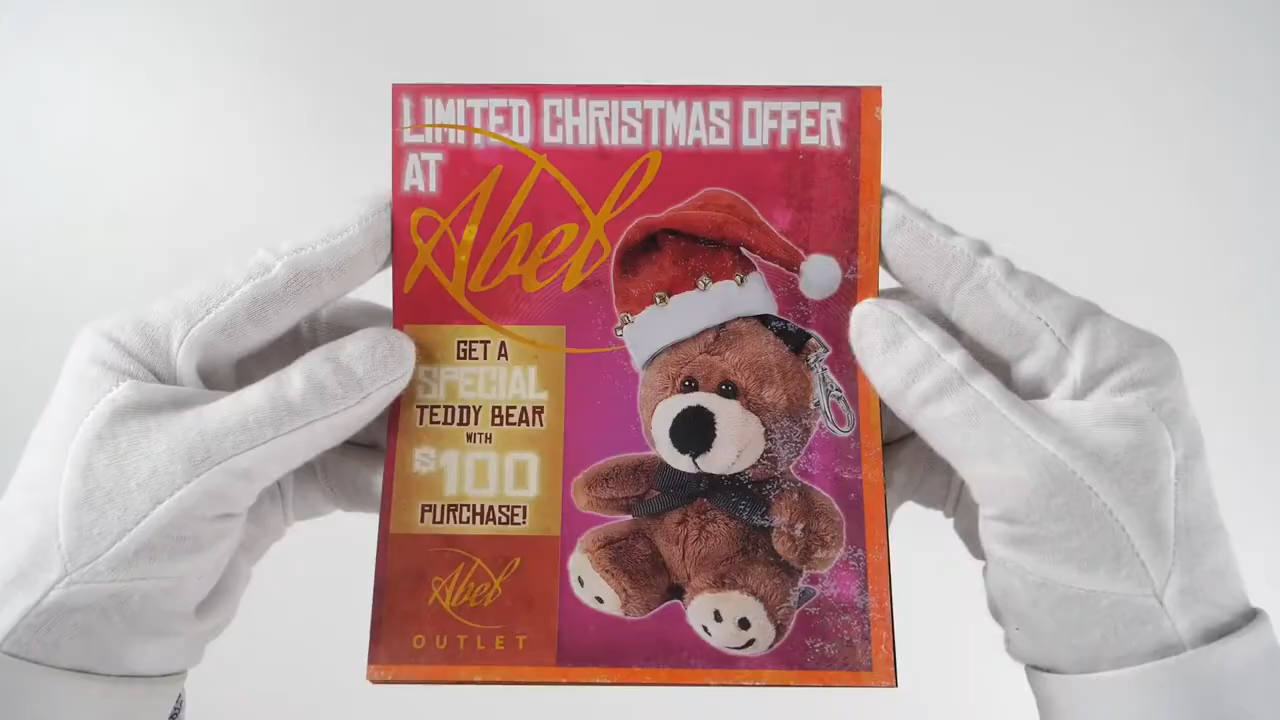 LIMITED CHRISTMAS OFFER
AT
Abel
GET A
SPECIAL
TEDDY BEAR
WITH
$100
PURCHASE!
Abel
OUTLET